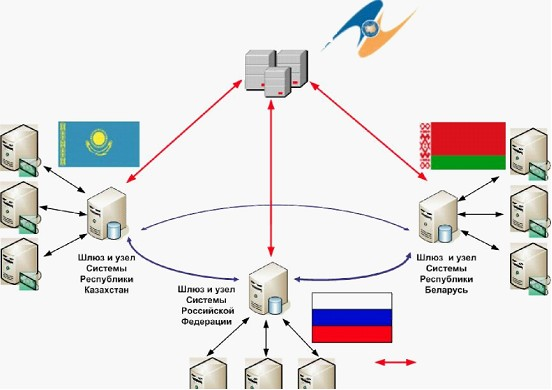 Шлюз и узел
Системы
Республики
Казахстан
Шлюз и узел
Системы
Российской
Федерации
Шлюз и узел
Системы
Республики
Беларусь